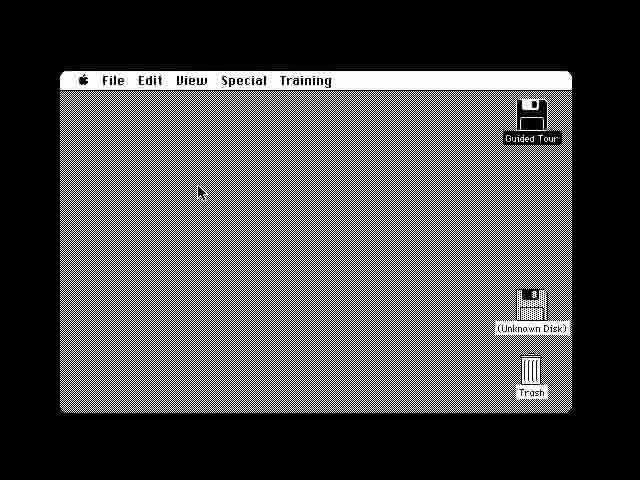 File Edit View Special Training
Guided Tour
(Unknown Disk)
Trash